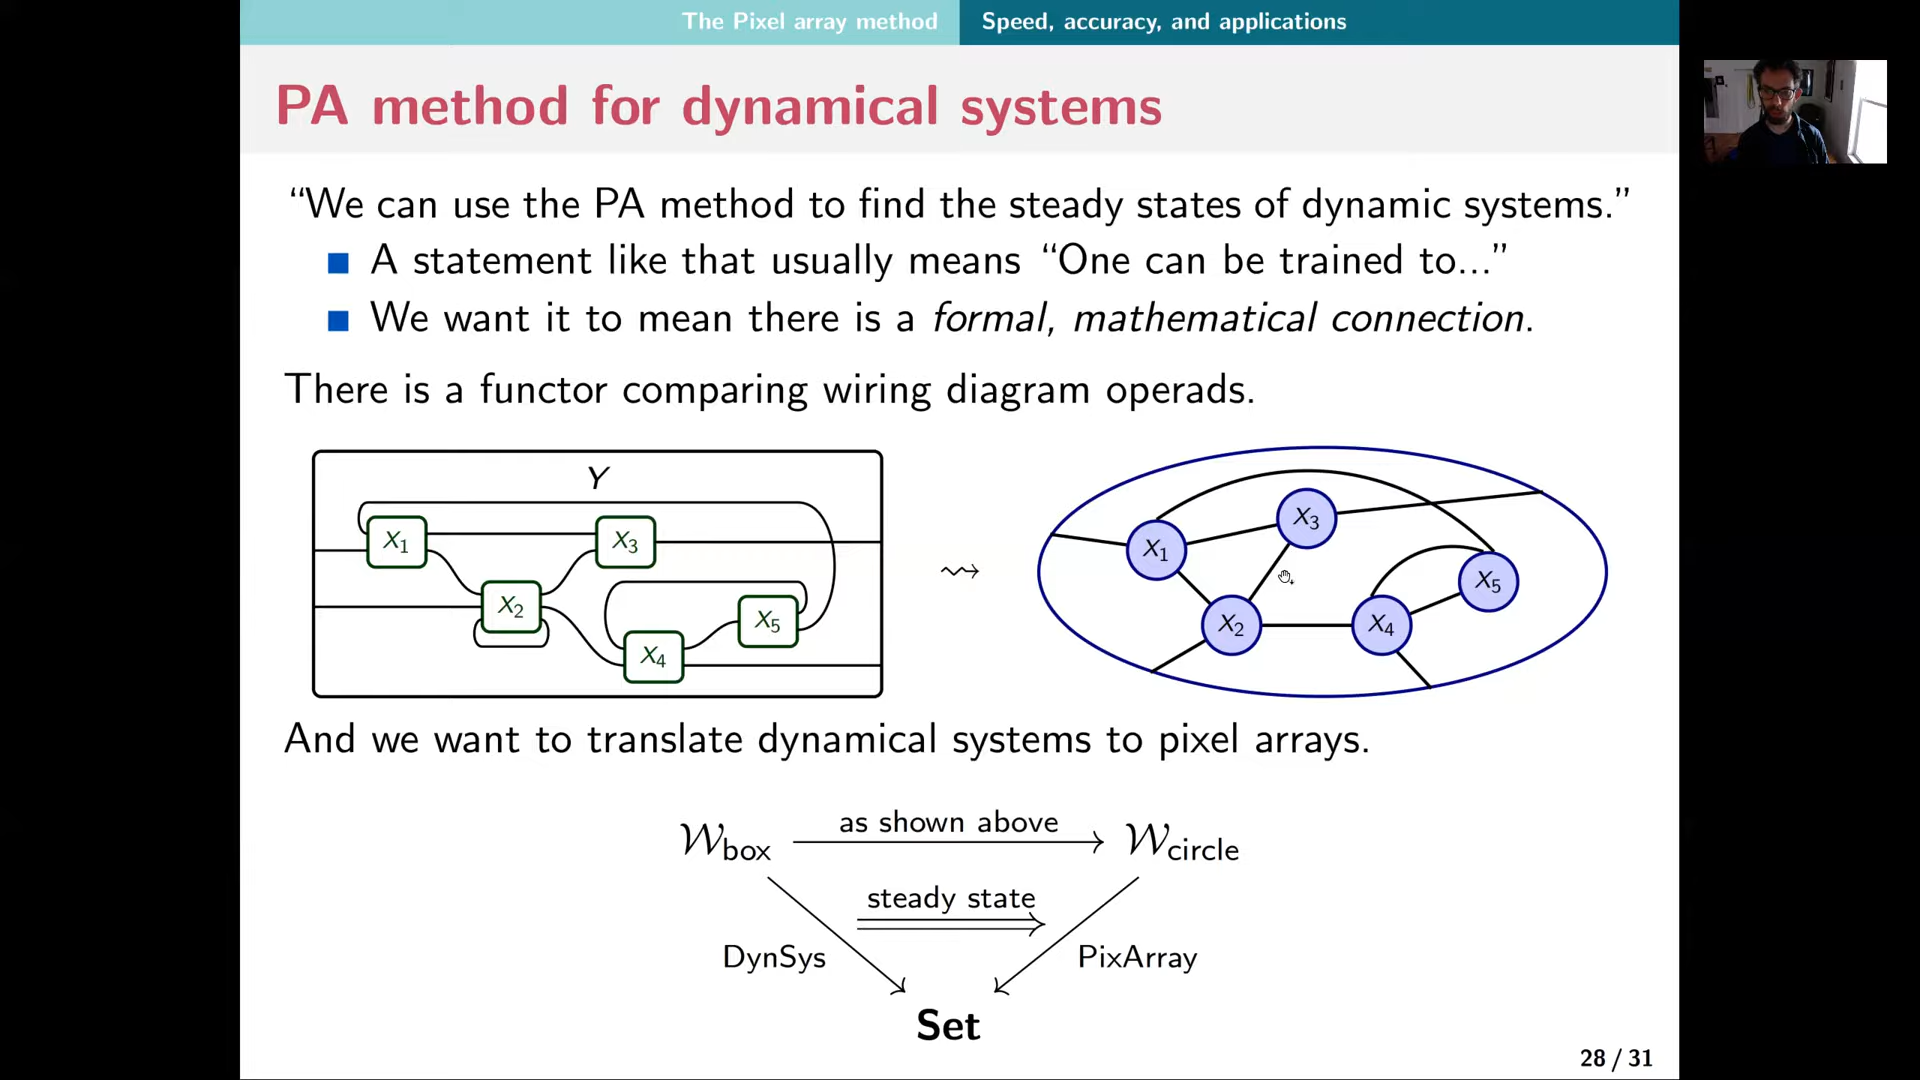 The Pixel array method
Speed, accuracy, and applications
PA method for dynamical systems
“We can use the PA method to find the steady states of dynamic systems.”
A statement like that usually means “One can be trained to...”
We want it to mean there is a formal, mathematical connection.
There is a functor comparing wiring diagram operads.
Y
X1
X3
X2
X5
X4
⇝
X3
X1
X5
X2
X4
And we want to translate dynamical systems to pixel arrays.
as shown above
𝒲box
𝒲circle
steady state
DynSys
PixArray
Set
28 / 31